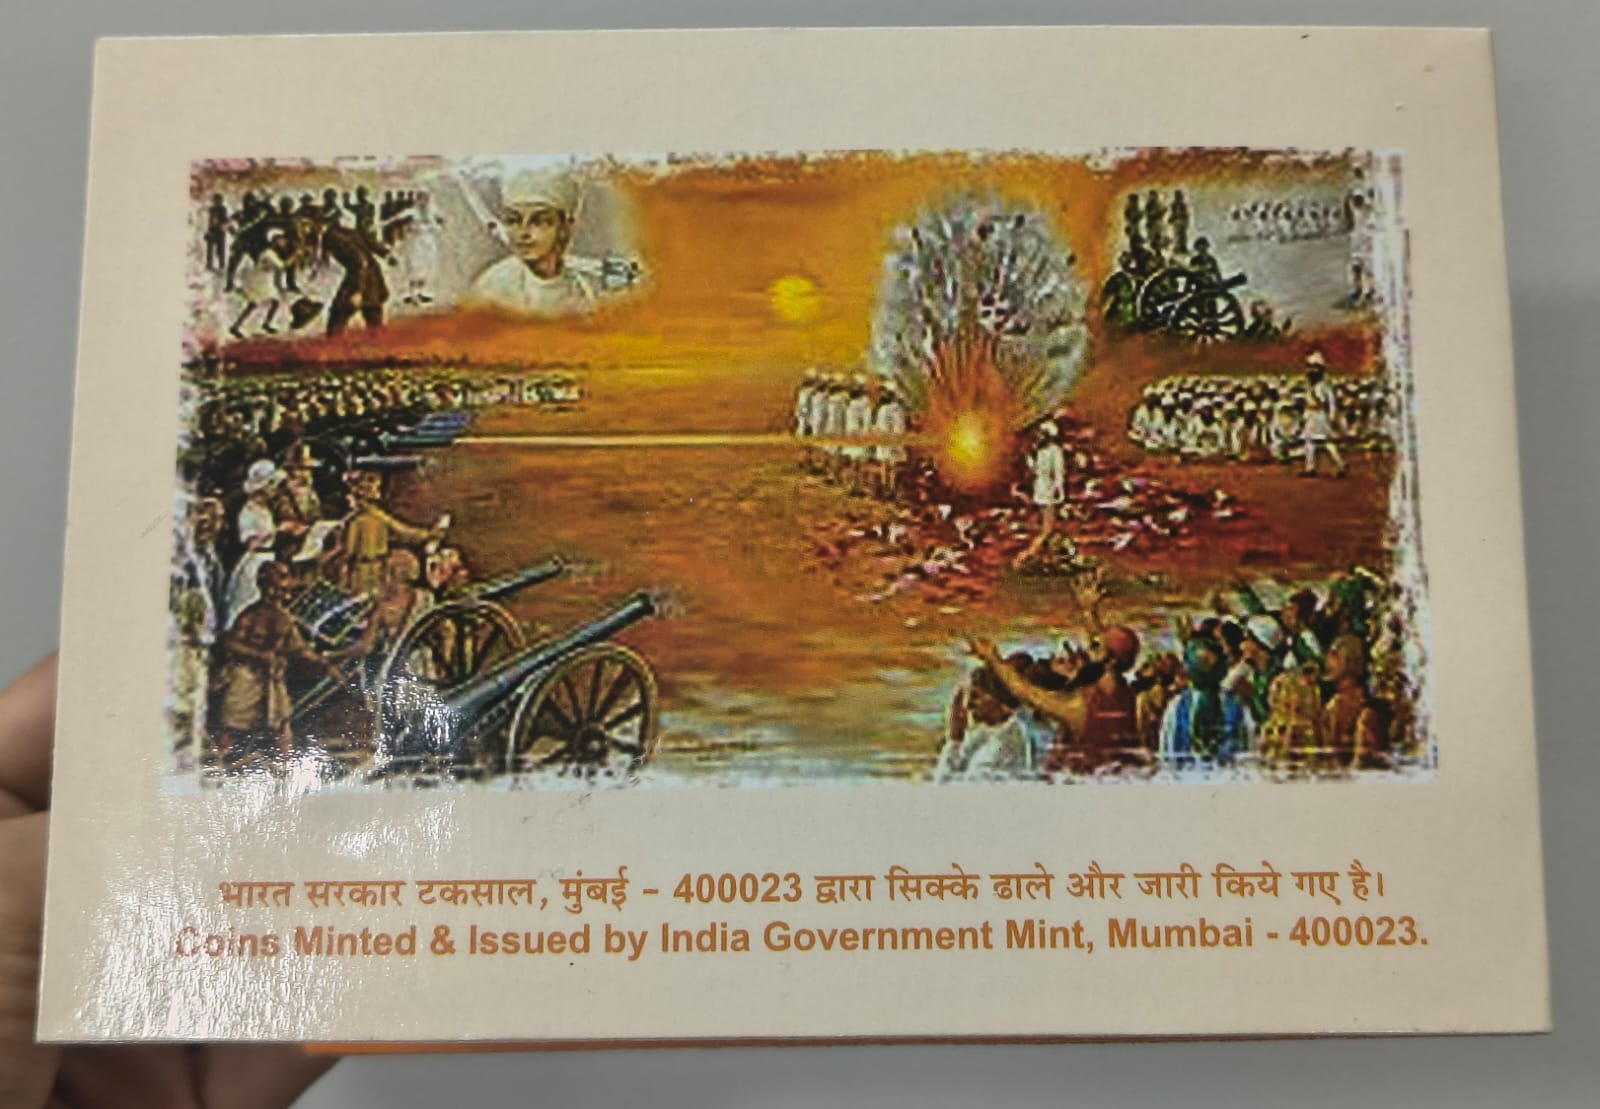 भारत सरकार टकसाल, मुंबई - 400023 द्वारा सिक्के ढाले और जारी किये गए है।
Coins Minted & Issued by India Government Mint, Mumbai - 400023.